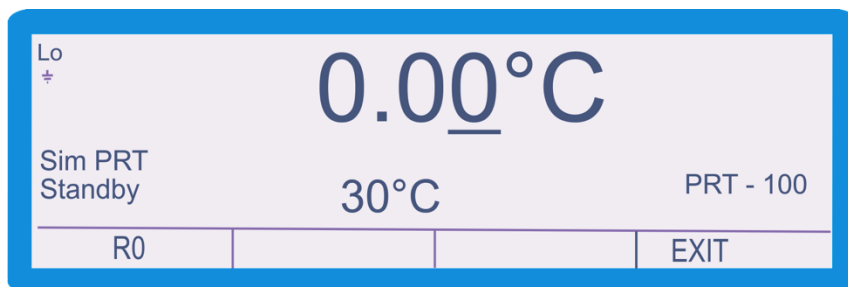 Lo
0.00°C
Sim PRT
Standby
30°C
PRT - 100
R0
EXIT